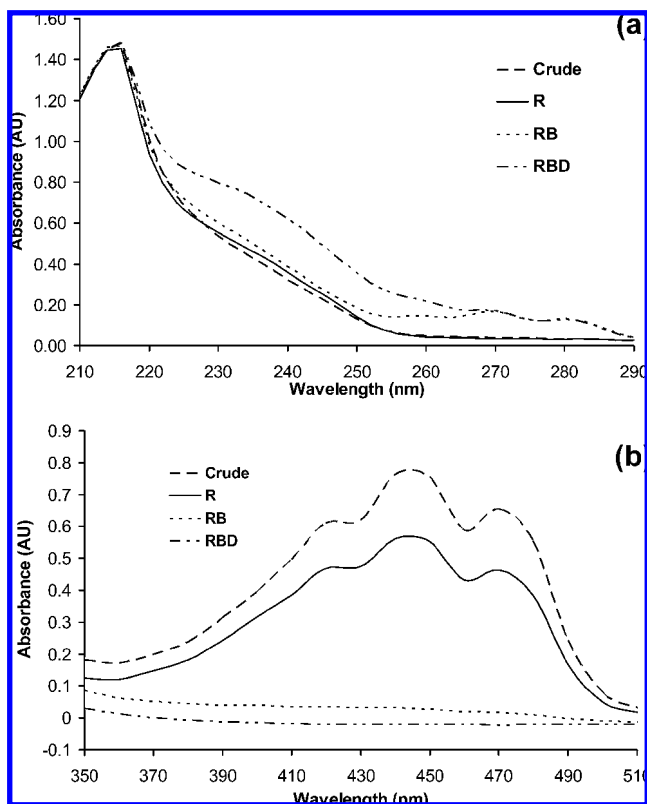 (a)
1.60
1.40
1.20
1.00
0.80
0.60
0.40
0.20
0.00
Absorbance (AU)
Crude
R
RB
RBD
210 220 230 240 250 260 270 280 290
Wavelength (nm)
(b)
0.9
0.8
0.7
0.6
0.5
0.4
0.3
0.2
0.1
0
-0.1
Absorbance (AU)
Crude
R
RB
RBD
350 370 390 410 430 450 470 490 510
Wavelength (nm)